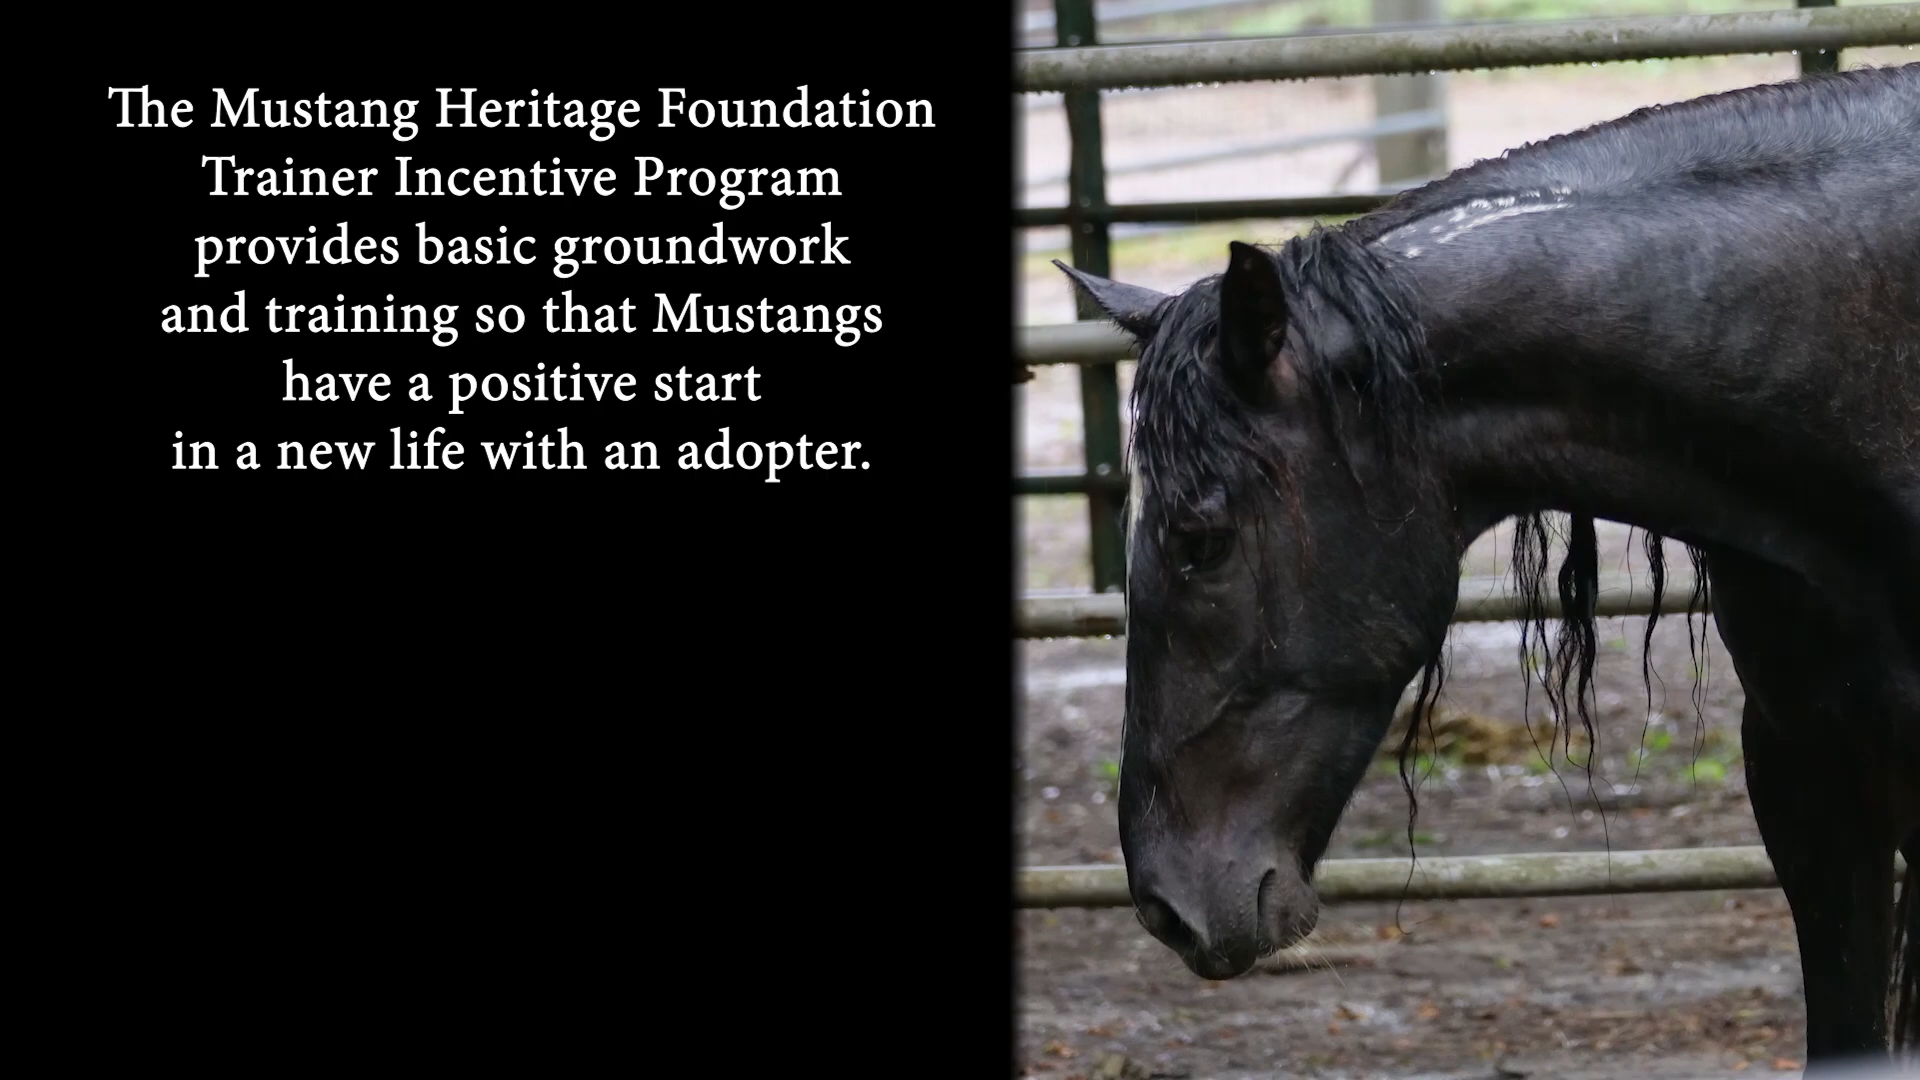 The Mustang Heritage Foundation
Trainer Incentive Program
provides basic groundwork
and training so that Mustangs
have a positive start
in a new life with an adopter.